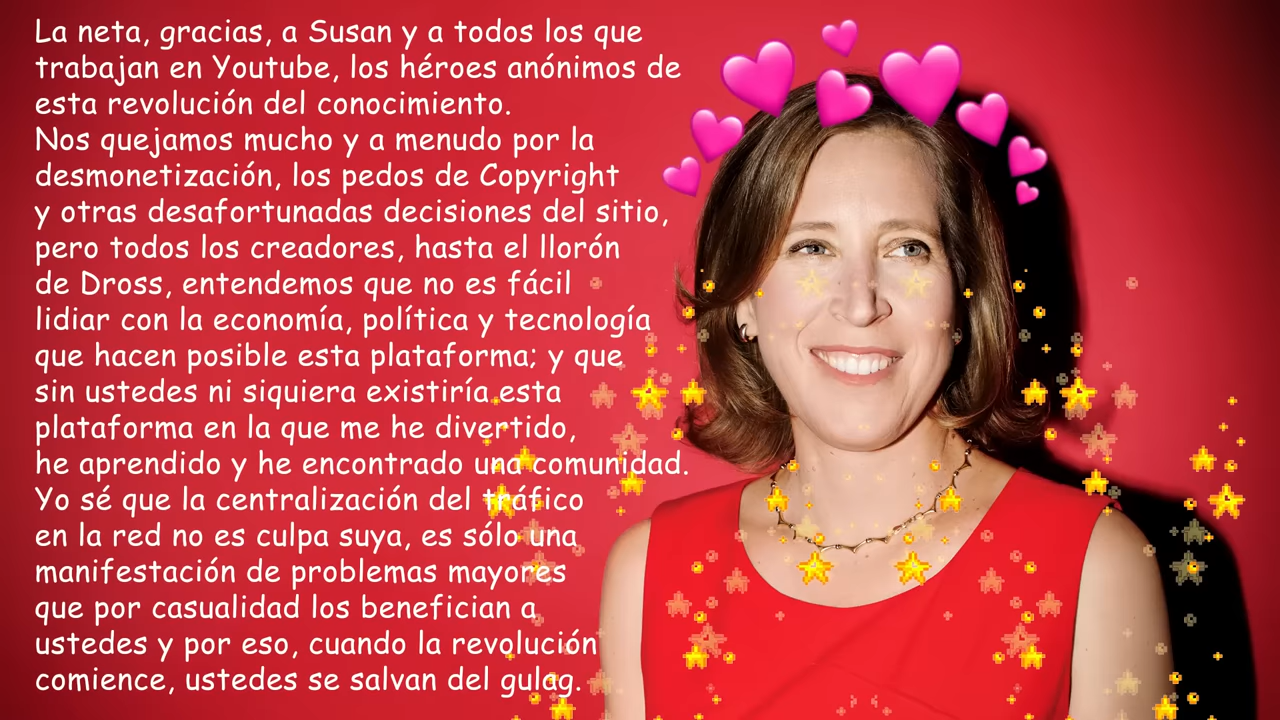 La neta, gracias, a Susan y a todos los que
trabajan en Youtube, los héroes anónimos de
esta revolución del conocimiento.
Nos quejamos mucho y a menudo por la
desmonetización, los pedos de Copyright
y otras desafortunadas decisiones del sitio,
pero todos los creadores, hasta el llorón
de Dross, entendemos que no es fácil
lidiar con la economía, política y tecnología
que hacen posible esta plataforma; y que
sin ustedes ni siquiera existiría esta
plataforma en la que me he divertido,
he aprendido y he encontrado una comunidad.
Yo sé que la centralización del tráfico
en la red no es culpa suya, es sólo una
manifestación de problemas mayores
que por casualidad los benefician a
ustedes y por eso, cuando la revolución
comience, ustedes se salvan del gulag.